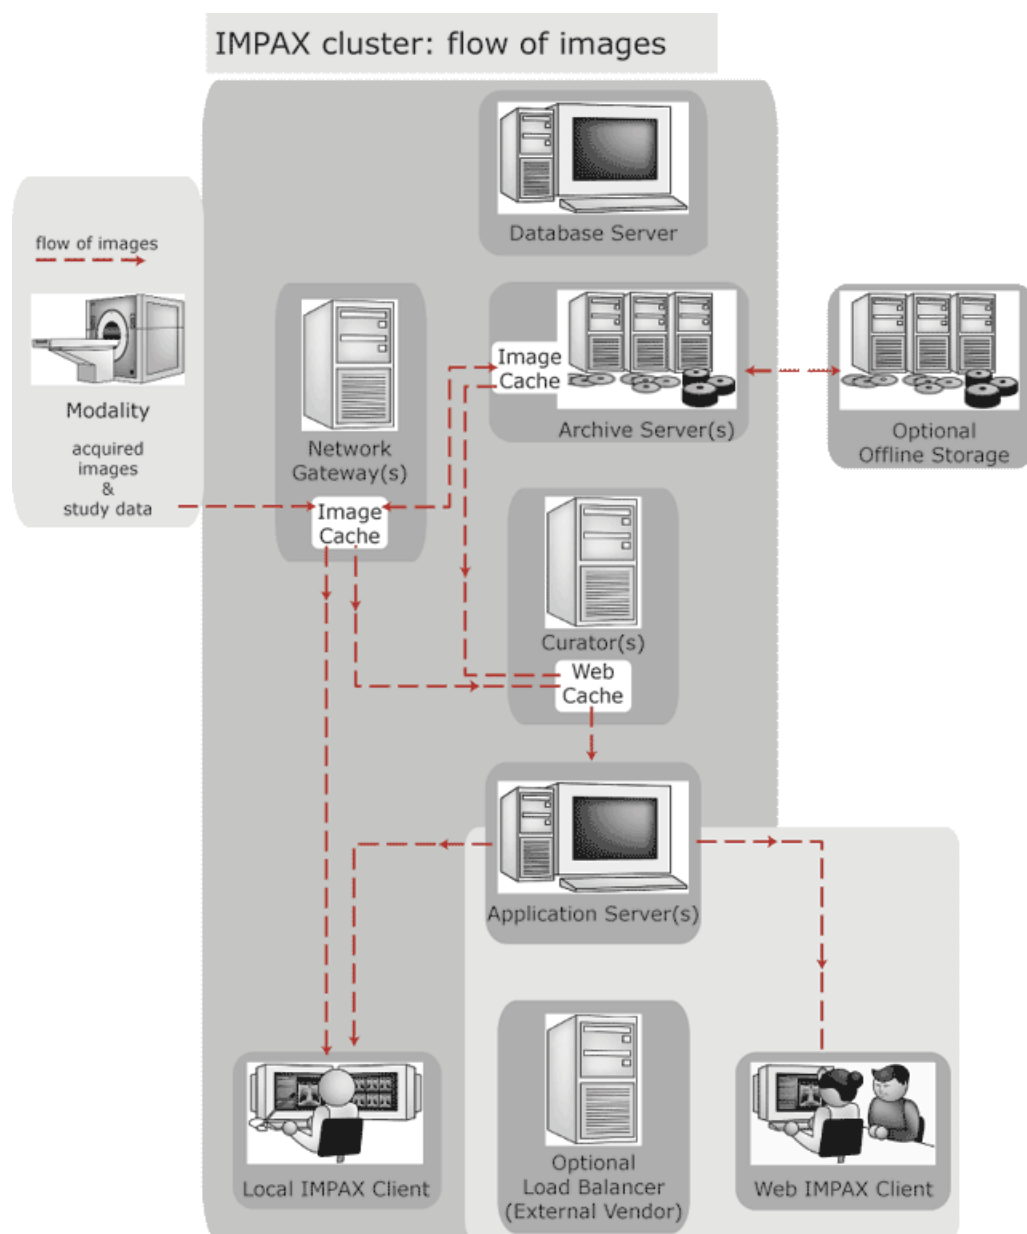 IMPAX cluster: flow of images
Database Server
flow of images
Modality
acquired
images
&
study data
Network
Gateway(s)
Image
Cache
Image
Cache
Archive Server(s)
Optional
Offline Storage
Curator(s)
Web
Cache
Application Server(s)
Local IMPAX Client
Optional
Load Balancer
(External Vendor)
Web IMPAX Client